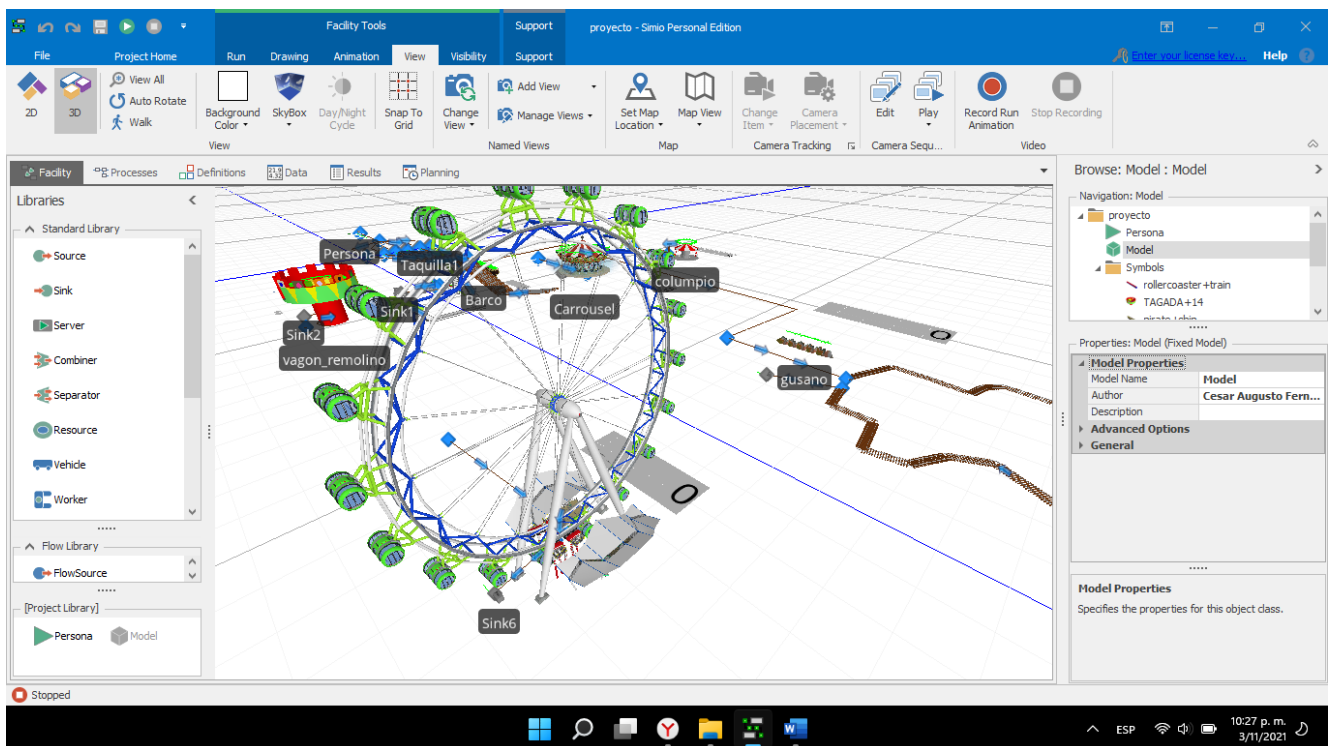 Facility Tools
Support
proyecto - Simio Personal Edition
File
Project Home
Run
Drawing
Animation
View
Visibility
Support
Enter your license key...
Help
2D
3D
View All
Auto Rotate
Walk
Background Color
SkyBox
Day/Night Cycle
Snap To Grid
Change View
Add View
Manage Views
Set Map Location
Map View
Change Item
Camera Placement
Edit
Play
Record Run Animation
Stop Recording
View
Named Views
Map
Camera Tracking
Camera Sequ...
Video
Facility
Processes
Definitions
Data
Results
Planning
Libraries
Standard Library
Source
Sink
Server
Combiner
Separator
Resource
Vehicle
Worker
Flow Library
FlowSource
[Project Library]
Persona
Model
Persona
Taquilla1
Barco
Sink1
Sink2
vagon_remolino
Carrousel
columpio
gusano
Sink6
Browse: Model : Model
Navigation: Model
proyecto
Persona
Model
Symbols
rollercoaster+train
TAGADA+14
Properties: Model (Fixed Model)
Model Properties
Model Name Model
Author Cesar Augusto Fern...
Description
Advanced Options
General
Model Properties
Specifies the properties for this object class.
Stopped
ESP
10:27 p. m.
3/11/2021